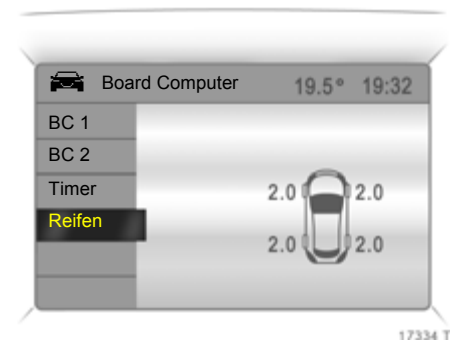 Board Computer 19.5° 19:32
BC 1
BC 2
Timer
Reifen
2.0 2.0
2.0 2.0
17334 T